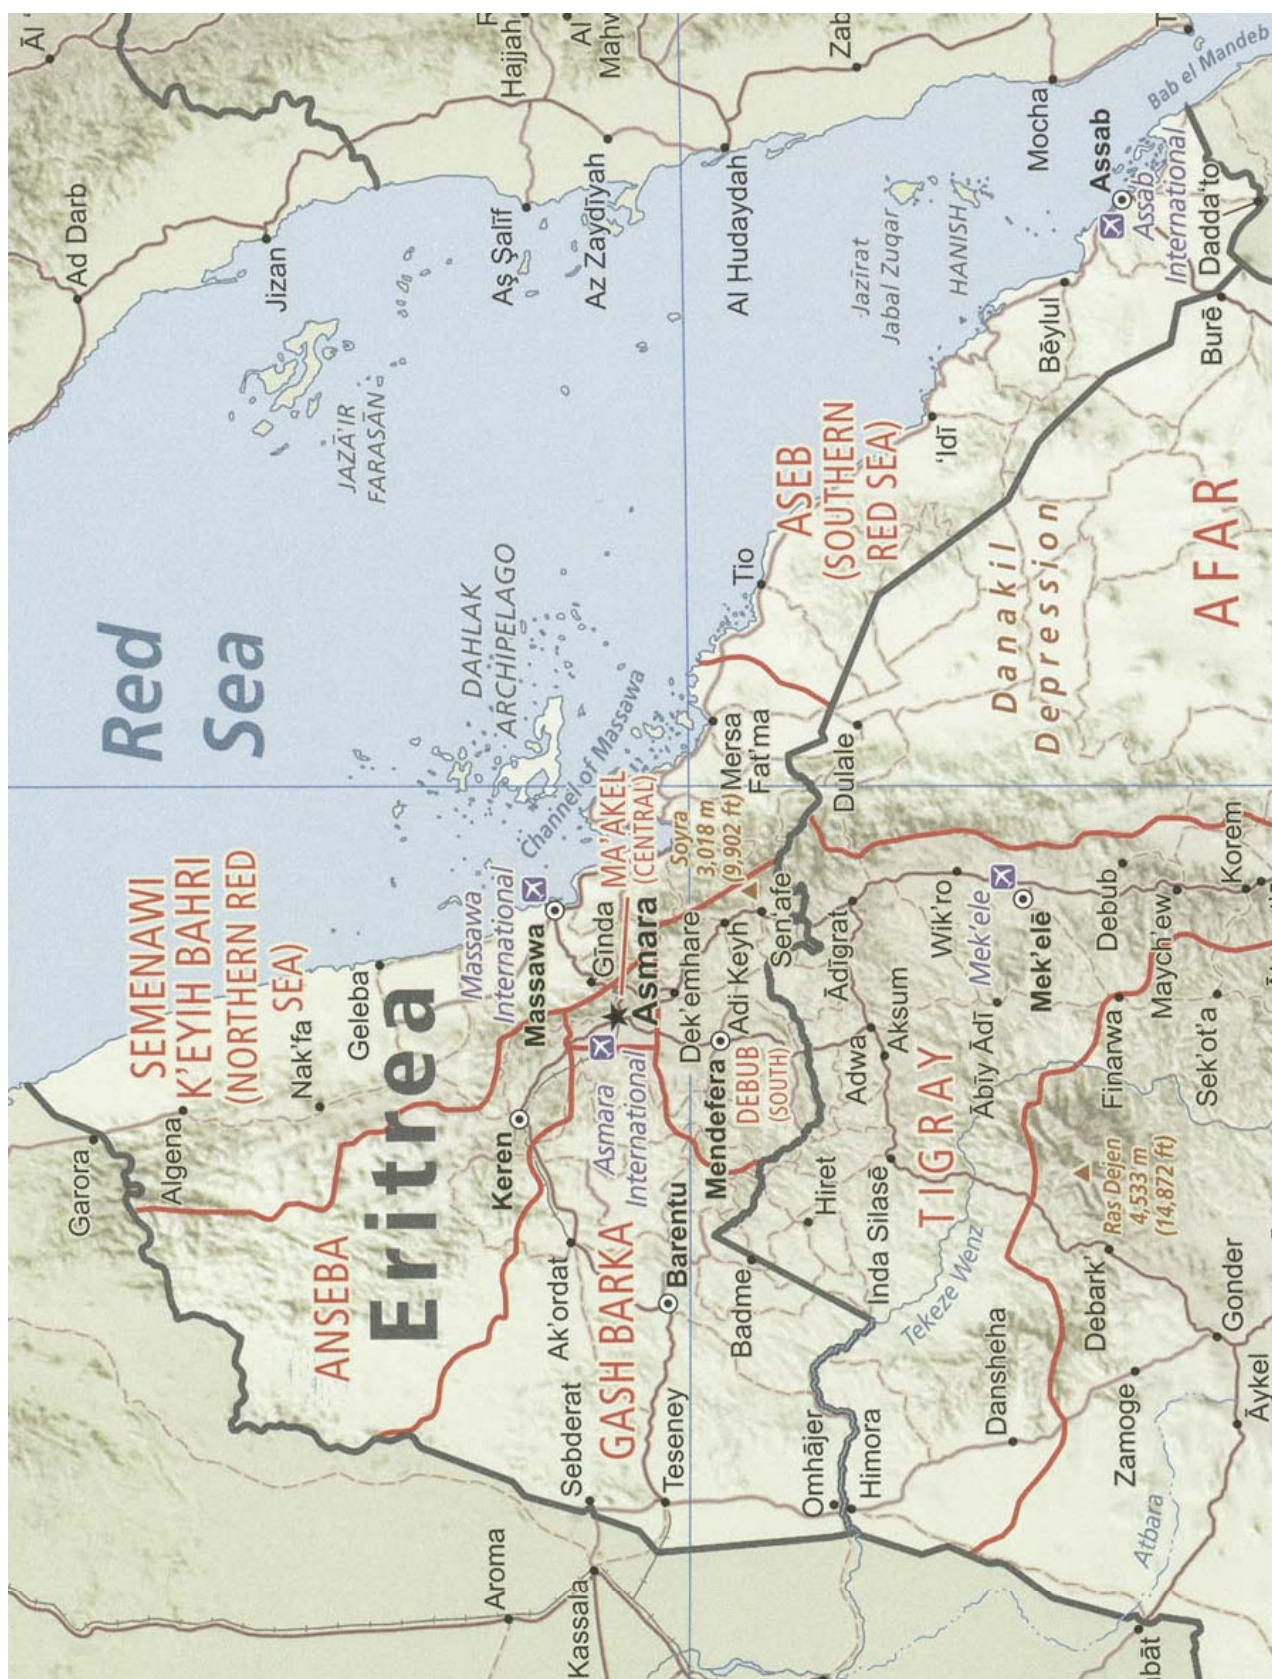 Red
Sea
SEMENAWI
K'EYIH BAHRI
(NORTHERN RED
SEA)
Garora
Algena
Nak'fa
Geleba
ANSEBA
Eritrea
Keren
Massawa
International
Massawa
Ginda
MA'AKEL
(CENTRAL)
Asmara
Asmara
International
Channel of Massawa
DAHLAK
ARCHIPELAGO
JAZĀ'IR
FARASĀN
Ad Darb
Jizan
Hajjah
Aş Şalīf
Az Zaydīyah
Al Hudaydah
Al
Mahw
Zab
Mocha
Jazīrat
Jabal Zuqar
HANISH
Bab el Mandeb
Assab
Assab
International
Dadda'to
Burē
Bēylul
'Idī
ASEB
(SOUTHERN
RED SEA)
Tio
Mersa
Fat'ma
Soyra
3,018 m
(9,902 ft)
Sen'afe
Dek'emhare
Adi Keyh
Mendefera
DEBUB
(SOUTH)
GASH BARKA
Ak'ordat
Barentu
Sebderat
Teseney
Badme
Omhājer
Himora
Aroma
Kassala
Hiret
Inda Silasē
Adwa
Aksum
Ādigrat
Dulale
TIGRAY
Tekeze Wenz
Wik'ro
Mek'ele
Mek'elē
Ābīy Ādī
Danakil
Depression
AFAR
Debub
Maych'ew
Korem
Finarwa
Sek'ot'a
Ras Dejen
4,533 m
(14,872 ft)
Debark'
Dansheha
Zamoge
Gonder
Āykel
Atbara
bāt